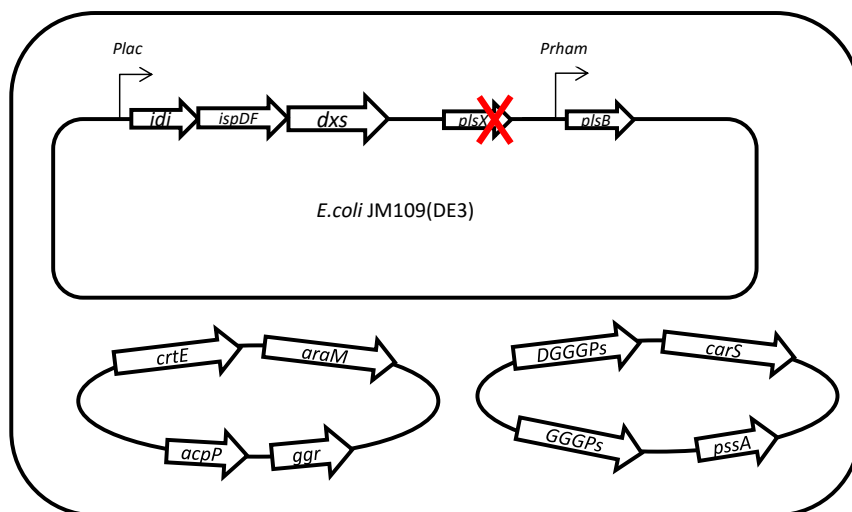 Plac
Prham
idi
ispDF
dxs
plsX
plsB
E.coli JM109(DE3)
crtE
araM
acpP
ggr
DGGGPs
carS
GGGPs
pssA